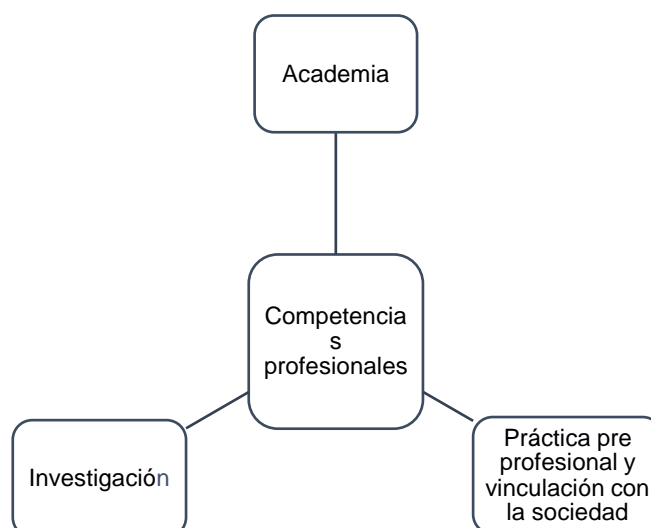 Academia
Competencia
s
profesionales
Investigación
Práctica pre
profesional y
vinculación con
la sociedad